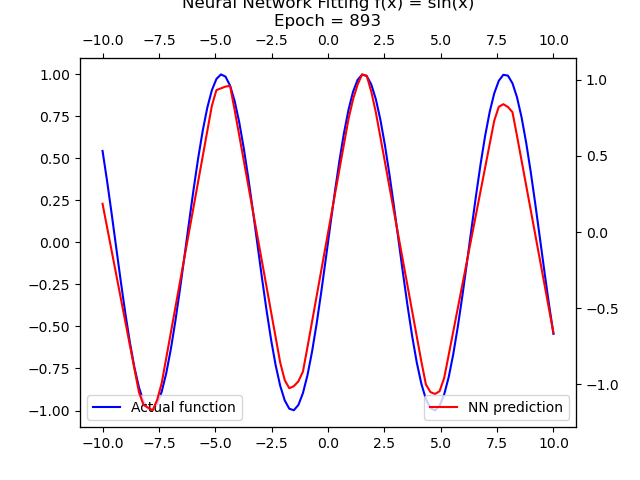 Neural Network Fitting f(x) = sin(x)
Epoch = 893
−10.0 −7.5 −5.0 −2.5 0.0 2.5 5.0 7.5 10.0
1.00
0.75
0.50
0.25
0.00
−0.25
−0.50
−0.75
−1.00
1.0
0.5
0.0
−0.5
−1.0
Actual function
NN prediction
−10.0 −7.5 −5.0 −2.5 0.0 2.5 5.0 7.5 10.0